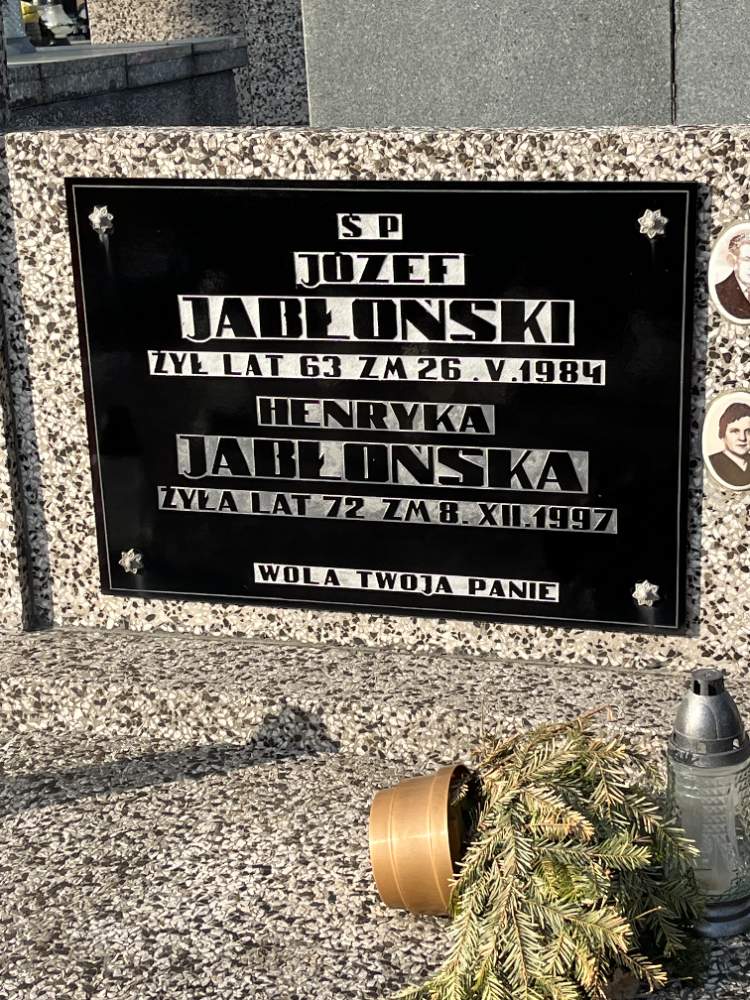 Ś P
JÓZEF
JABŁOŃSKI
ŻYŁ LAT 63 ZM 26.V.1984
HENRYKA
JABŁOŃSKA
ŻYŁA LAT 72 ZM 8.XII.1997
WOLA TWOJA PANIE